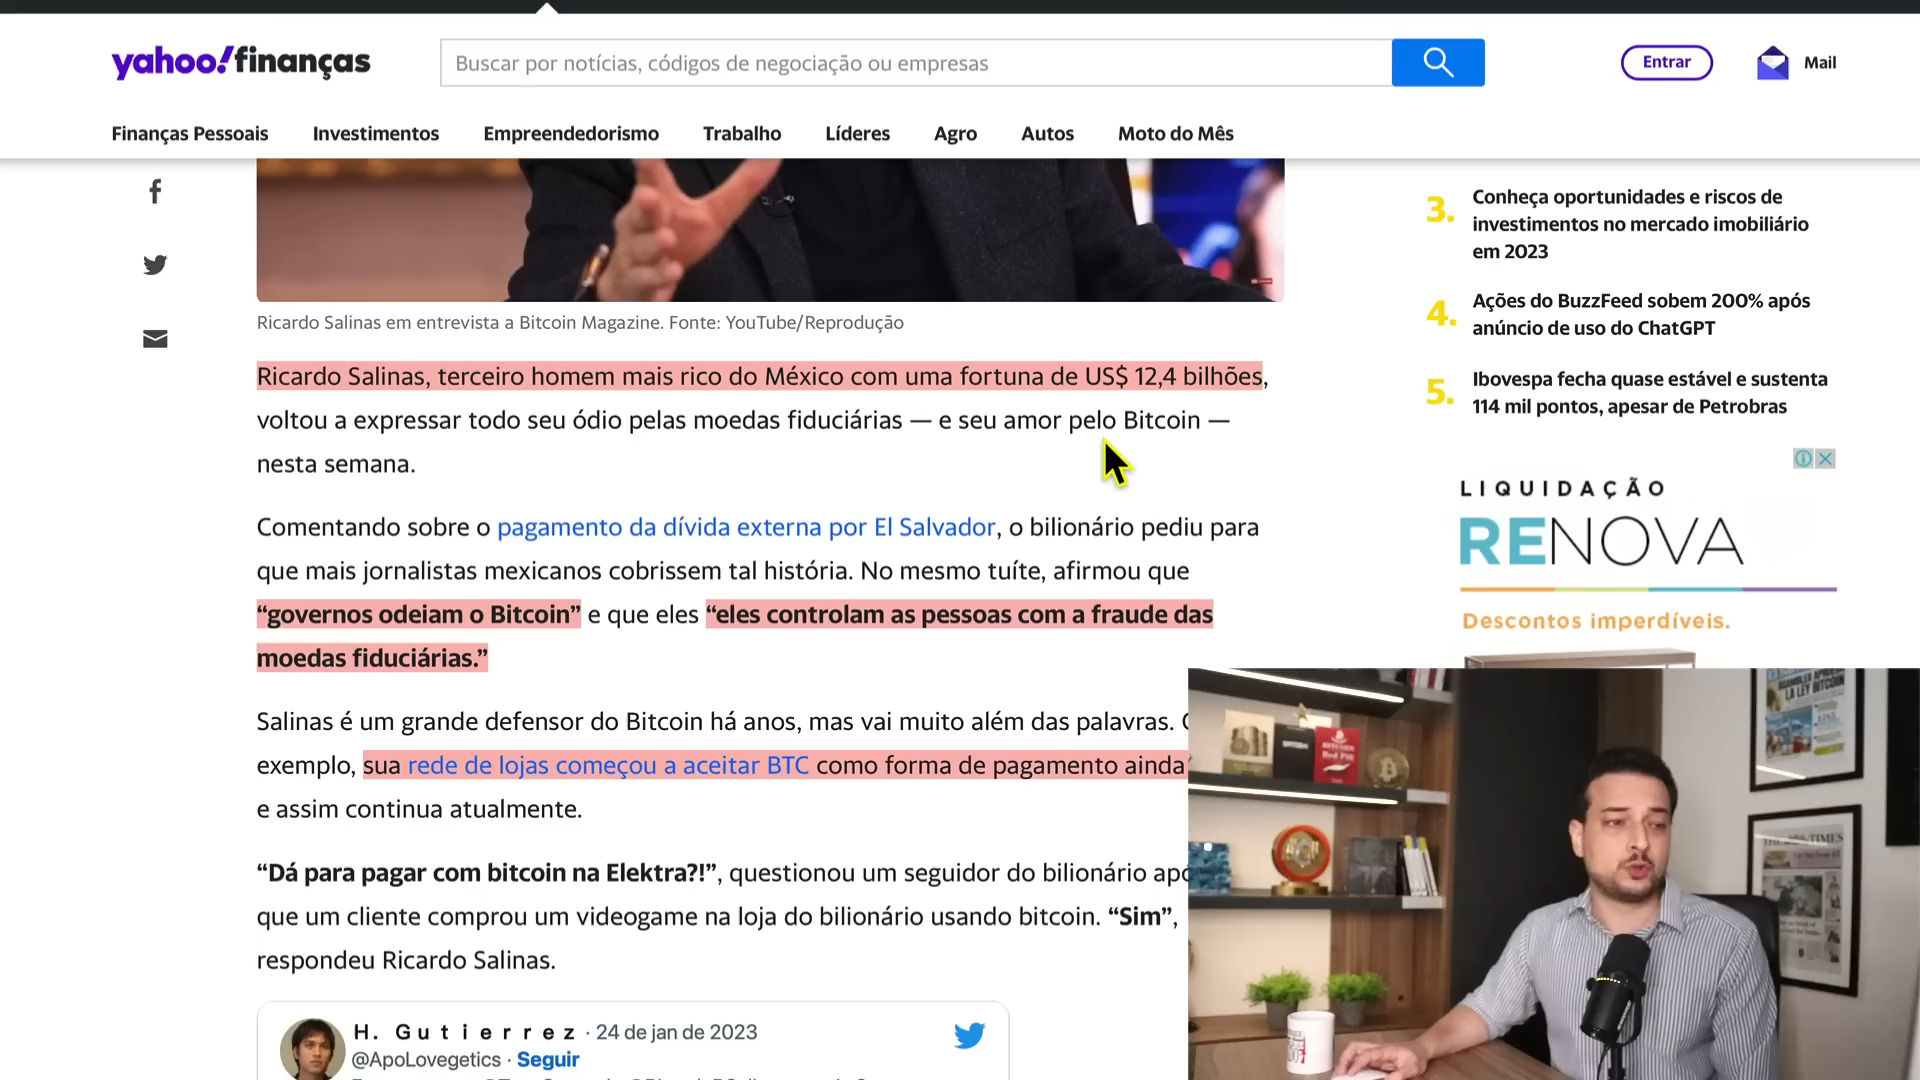 yahoo!finanças
Buscar por notícias, códigos de negociação ou empresas
Entrar
Mail
Finanças Pessoais Investimentos Empreendedorismo Trabalho Líderes Agro Autos Moto do Mês
Ricardo Salinas em entrevista a Bitcoin Magazine. Fonte: YouTube/Reprodução
Ricardo Salinas, terceiro homem mais rico do México com uma fortuna de US$ 12,4 bilhões,
voltou a expressar todo seu ódio pelas moedas fiduciárias — e seu amor pelo Bitcoin —
nesta semana.
Comentando sobre o pagamento da dívida externa por El Salvador, o bilionário pediu para
que mais jornalistas mexicanos cobrissem tal história. No mesmo tuíte, afirmou que
“governos odeiam o Bitcoin” e que eles “eles controlam as pessoas com a fraude das
moedas fiduciárias.”
Salinas é um grande defensor do Bitcoin há anos, mas vai muito além das palavras.
exemplo, sua rede de lojas começou a aceitar BTC como forma de pagamento ainda
e assim continua atualmente.
“Dá para pagar com bitcoin na Elektra?!”, questionou um seguidor do bilionário
que um cliente comprou um videogame na loja do bilionário usando bitcoin. “Sim”,
respondeu Ricardo Salinas.
H. Gutierrez · 24 de jan de 2023
@ApoLovegetics · Seguir
3. Conheça oportunidades e riscos de
investimentos no mercado imobiliário
em 2023
4. Ações do BuzzFeed sobem 200% após
anúncio de uso do ChatGPT
5. Ibovespa fecha quase estável e sustenta
114 mil pontos, apesar de Petrobras
LIQUIDAÇÃO
RENOVA
Descontos imperdíveis.
LA LEY BITCOIN
BITCOIN
Red Pill